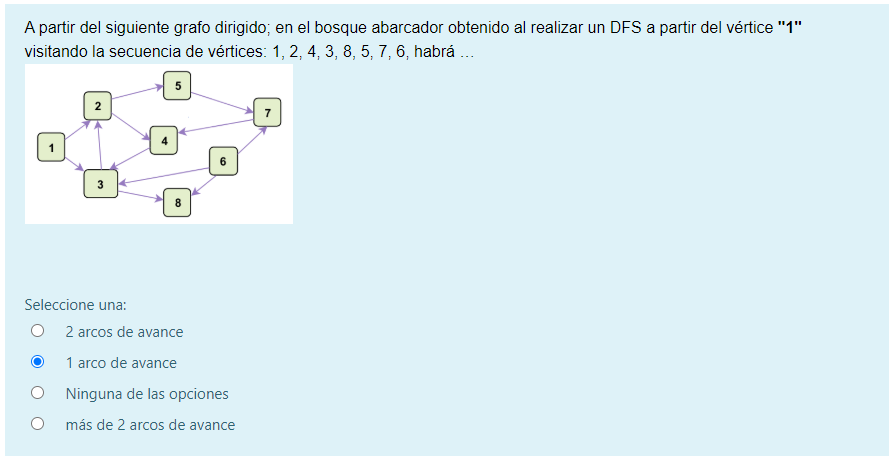 A partir del siguiente grafo dirigido; en el bosque abarcador obtenido al realizar un DFS a partir del vértice "1"
visitando la secuencia de vértices: 1, 2, 4, 3, 8, 5, 7, 6, habrá ...
5
2
7
4
1
6
3
8
Seleccione una:
2 arcos de avance
1 arco de avance
Ninguna de las opciones
más de 2 arcos de avance